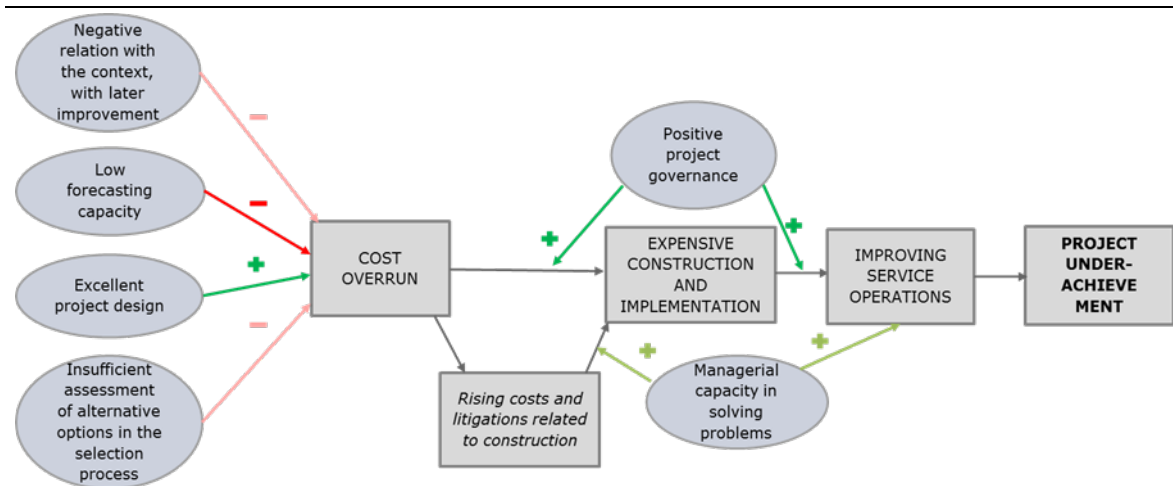 Negative
relation with
the context,
with later
improvement
Low
forecasting
capacity
Excellent
project design
Insufficient
assessment
of alternative
options in the
selection
process
COST
OVERRUN
Rising costs and
litigations related
to construction
Positive
project
governance
EXPENSIVE
CONSTRUCTION
AND
IMPLEMENTATION
Managerial
capacity in
solving
problems
IMPROVING
SERVICE
OPERATIONS
PROJECT
UNDER-
ACHIEVE
MENT